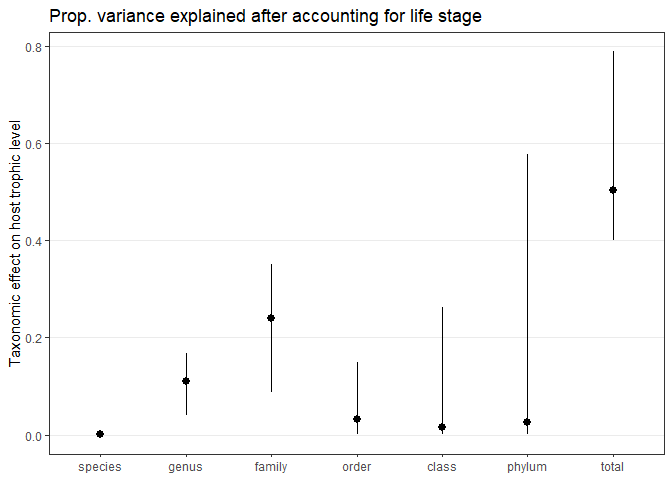 Prop. variance explained after accounting for life stage
Taxonomic effect on host trophic level
0.8
0.6
0.4
0.2
0.0
species genus family order class phylum total